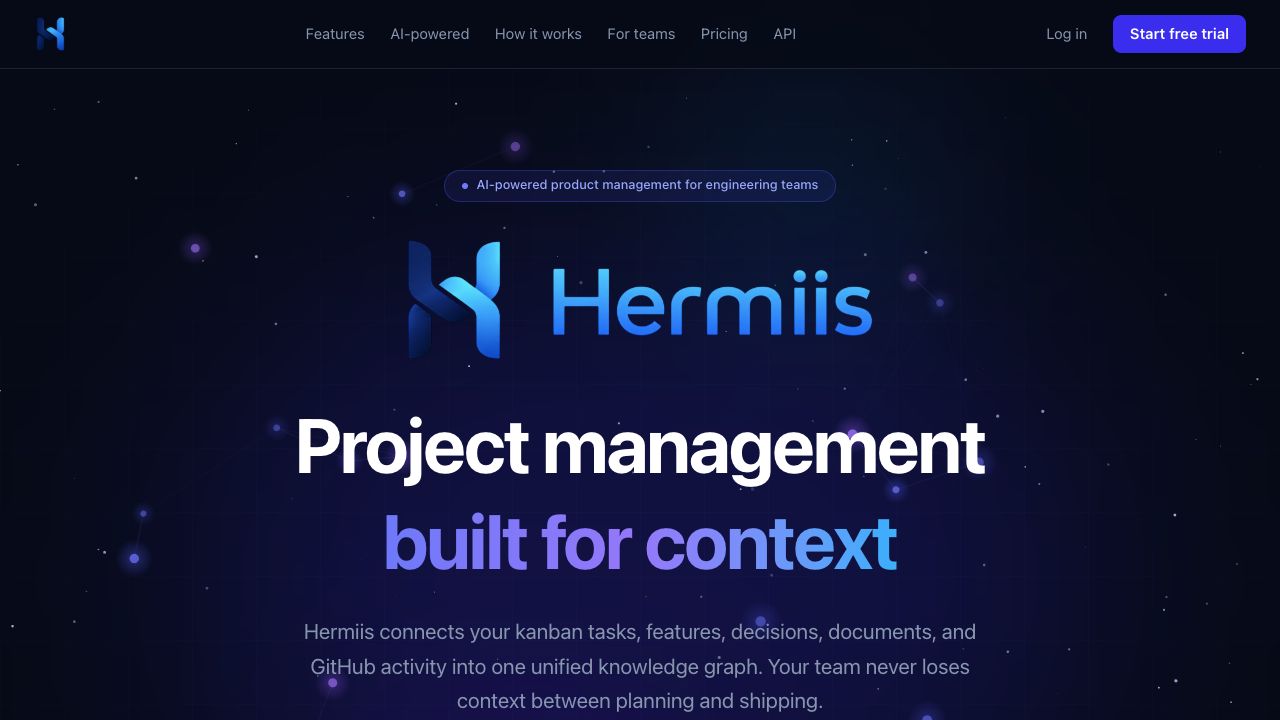 Features
AI-powered
How it works
For teams
Pricing
API
Log in
Start free trial
AI-powered product management for engineering teams
Hermiis
Project management
built for context
Hermiis connects your kanban tasks, features, decisions, documents, and
GitHub activity into one unified knowledge graph. Your team never loses
context between planning and shipping.